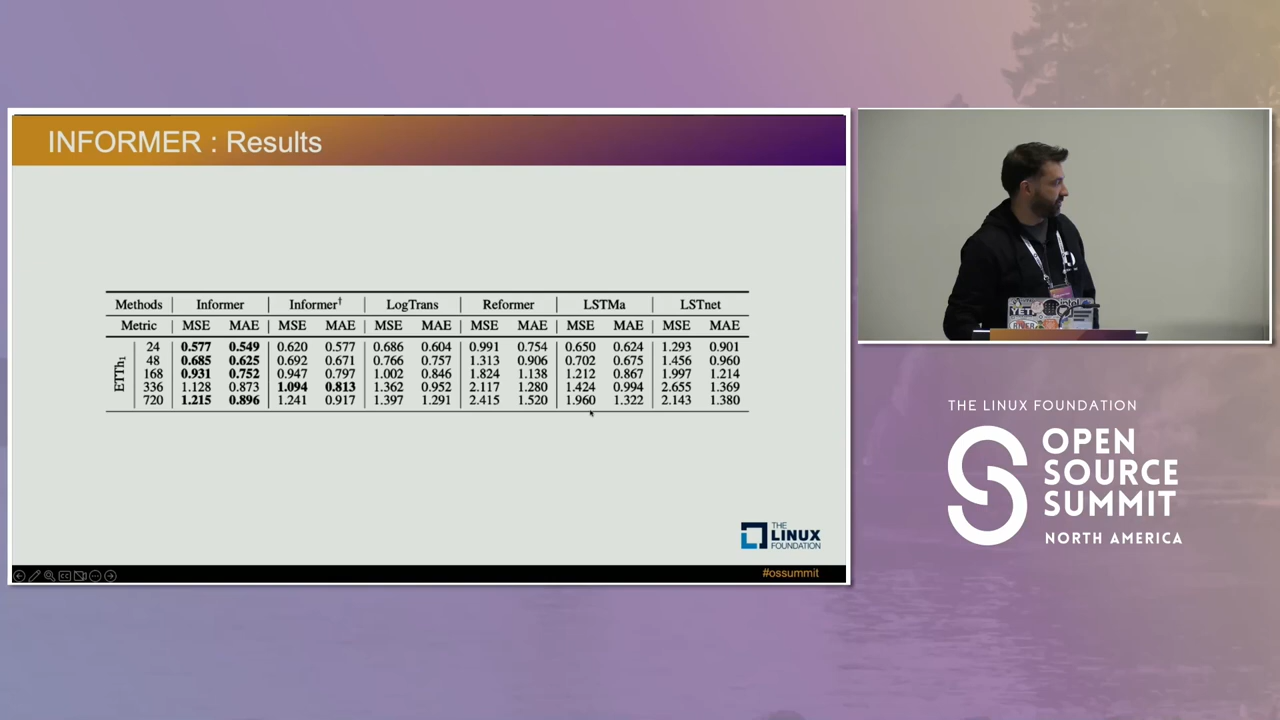 INFORMER : Results
Methods Informer Informer† LogTrans Reformer LSTMa LSTnet
Metric MSE MAE MSE MAE MSE MAE MSE MAE MSE MAE MSE MAE
ETTh1
24 0.577 0.549 0.620 0.577 0.686 0.604 0.991 0.754 0.650 0.624 1.293 0.901
48 0.685 0.625 0.692 0.671 0.766 0.757 1.313 0.906 0.702 0.675 1.456 0.960
168 0.931 0.752 0.947 0.797 1.002 0.846 1.824 1.138 1.212 0.867 1.997 1.214
336 1.128 0.873 1.094 0.813 1.362 0.952 2.117 1.280 1.424 0.994 2.655 1.369
720 1.215 0.896 1.241 0.917 1.397 1.291 2.415 1.520 1.960 1.322 2.143 1.380
THE
LINUX
FOUNDATION
#ossummit
YET
intel
THE LINUX FOUNDATION
OPEN
SOURCE
SUMMIT
NORTH AMERICA